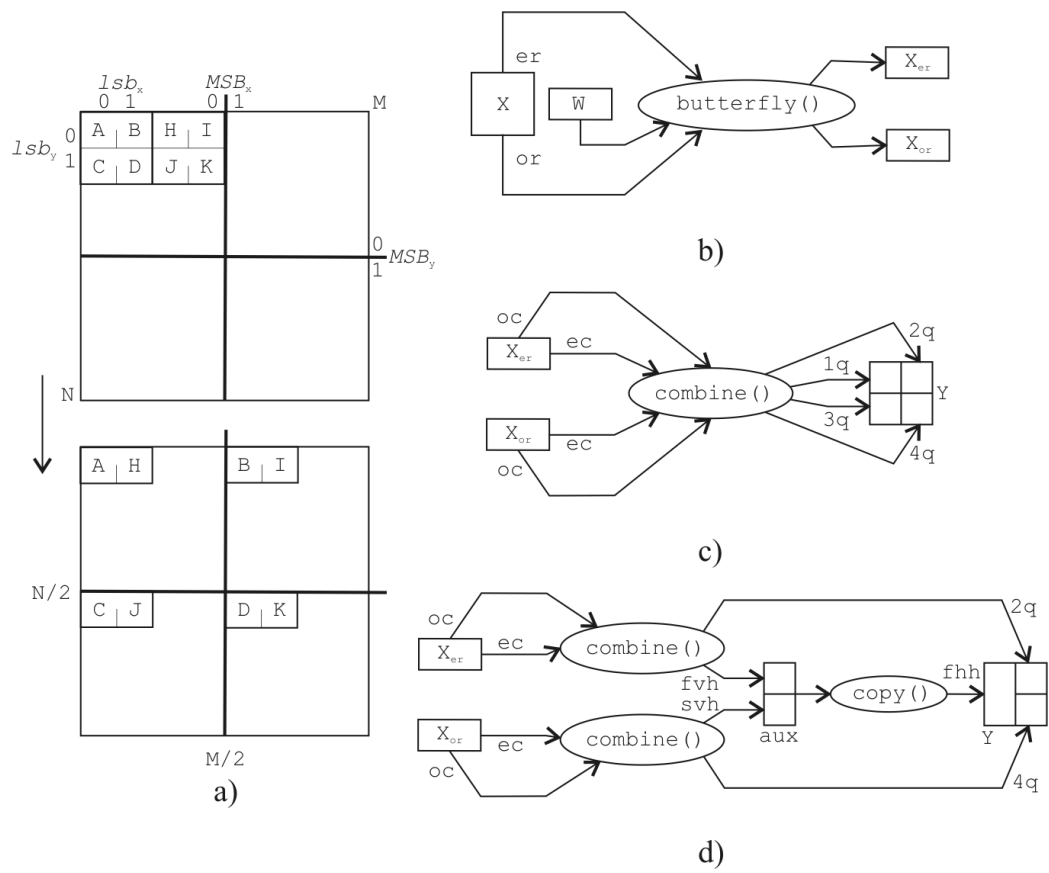 lsbx MSBx
0 1 0 1 M
0 A B H I
lsby
1 C D J K
0
MSBy
1
N
A H B I
N/2
C J D K
M/2
a)
er
X W butterfly() Xer
or Xor
b)
oc
Xer ec
2q
1q
combine() Y
3q
Xor ec
oc
4q
c)
oc
Xer ec combine() 2q
fvh
svh
copy() fhh
aux Y
Xor ec combine()
oc
4q
d)